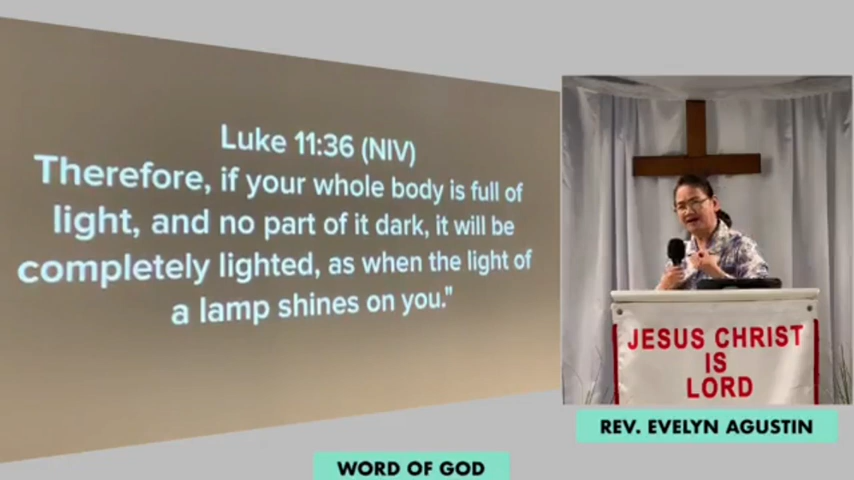 Luke 11:36 (NIV)
Therefore, if your whole body is full of
light, and no part of it dark, it will be
completely lighted, as when the light of
a lamp shines on you."
JESUS CHRIST
IS
LORD
REV. EVELYN AGUSTIN
WORD OF GOD